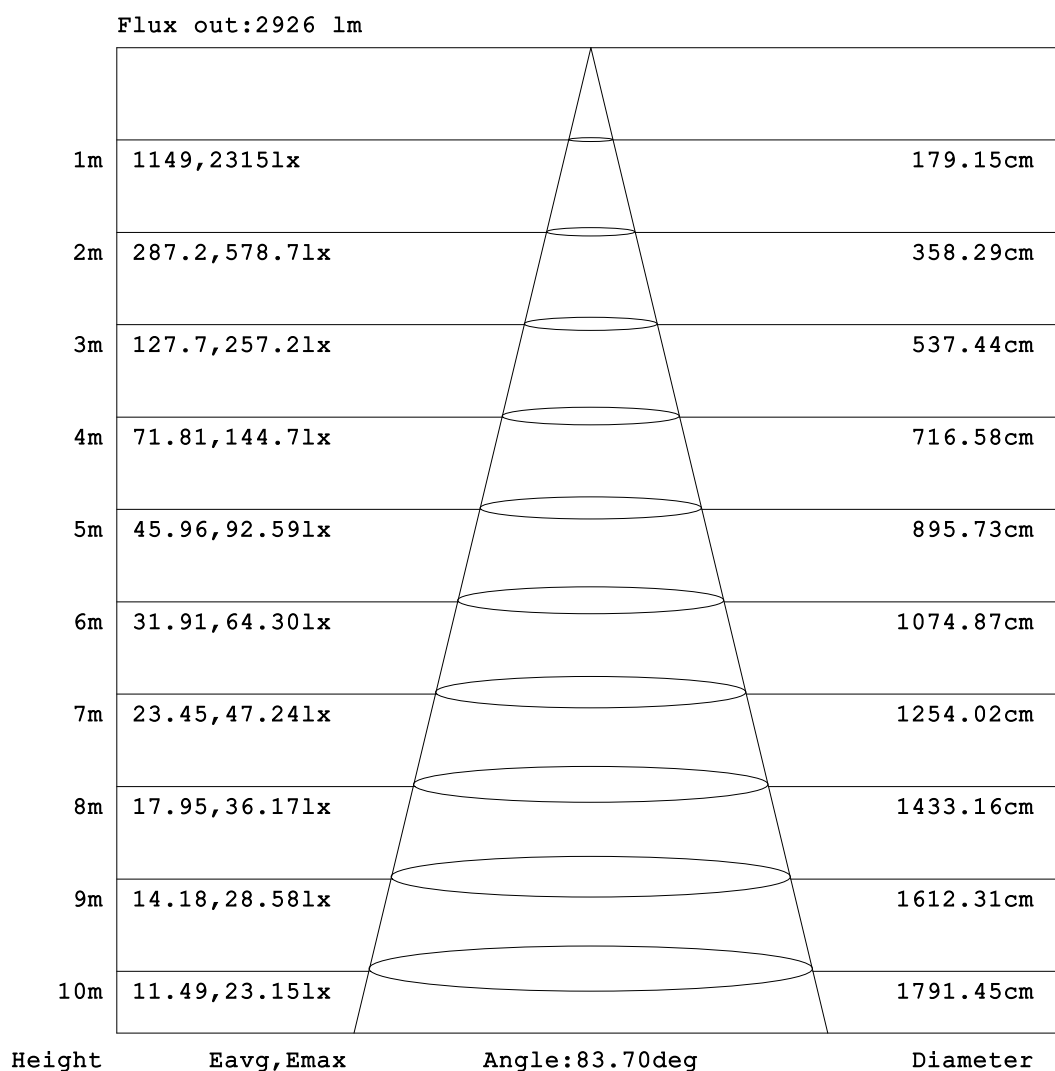 Flux out:2926 lm
1m 1149,2315lx 179.15cm
2m 287.2,578.7lx 358.29cm
3m 127.7,257.2lx 537.44cm
4m 71.81,144.7lx 716.58cm
5m 45.96,92.59lx 895.73cm
6m 31.91,64.30lx 1074.87cm
7m 23.45,47.24lx 1254.02cm
8m 17.95,36.17lx 1433.16cm
9m 14.18,28.58lx 1612.31cm
10m 11.49,23.15lx 1791.45cm
Height Eavg,Emax Angle:83.70deg Diameter